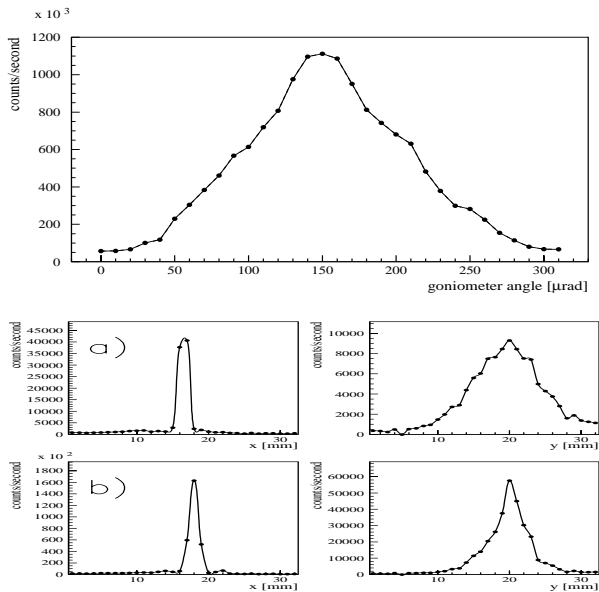 x 10 ³
counts/second
1200
1000
800
600
400
200
0
0 50 100 150 200 250 300
goniometer angle [μrad]
a)
counts/second
45000
40000
35000
30000
25000
20000
15000
10000
5000
0
10 20 30
x [mm]
counts/second
10000
8000
6000
4000
2000
0
10 20 30
y [mm]
b)
x 10 ²
counts/second
1800
1600
1400
1200
1000
800
600
400
200
0
10 20 30
x [mm]
counts/second
60000
50000
40000
30000
20000
10000
0
10 20 30
y [mm]